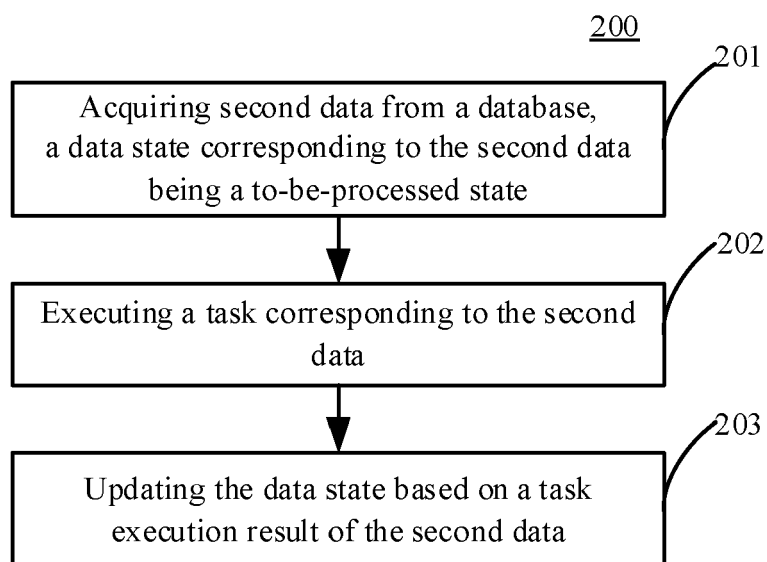 200
201
Acquiring second data from a database,
a data state corresponding to the second data
being a to-be-processed state
202
Executing a task corresponding to the second
data
203
Updating the data state based on a task
execution result of the second data